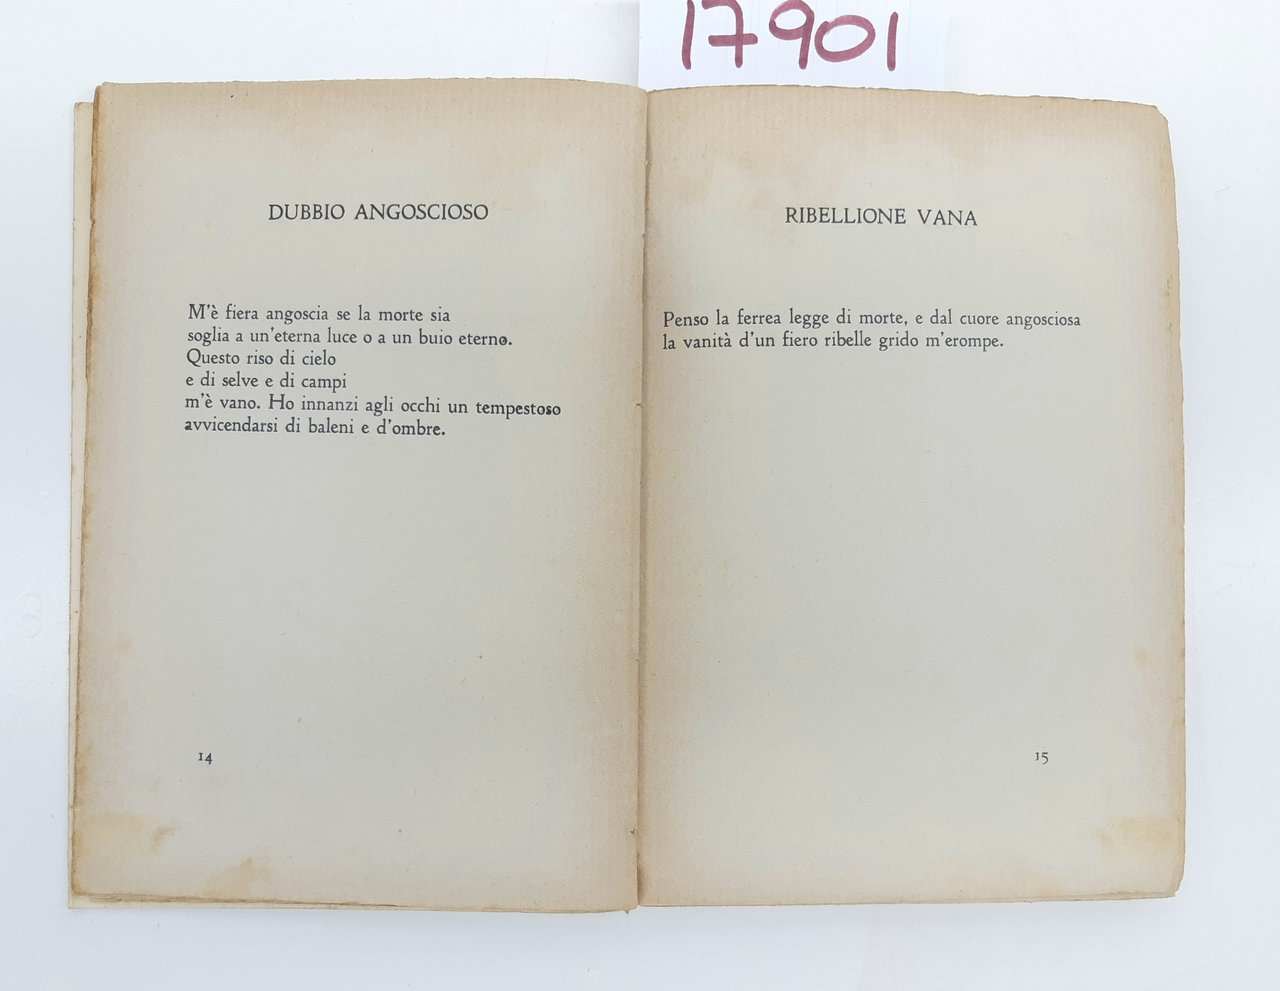 17901
DUBBIO ANGOSCIOSO
M'è fiera angoscia se la morte sia
soglia a un'eterna luce o a un buio eterno.
Questo riso di cielo
e di selve e di campi
m'è vano. Ho innanzi agli occhi un tempestoso
avvicendarsi di baleni e d'ombre.
14
RIBELLIONE VANA
Penso la ferrea legge di morte, e dal cuore angosciosa
la vanità d'un fiero ribelle grido m'erompe.
15